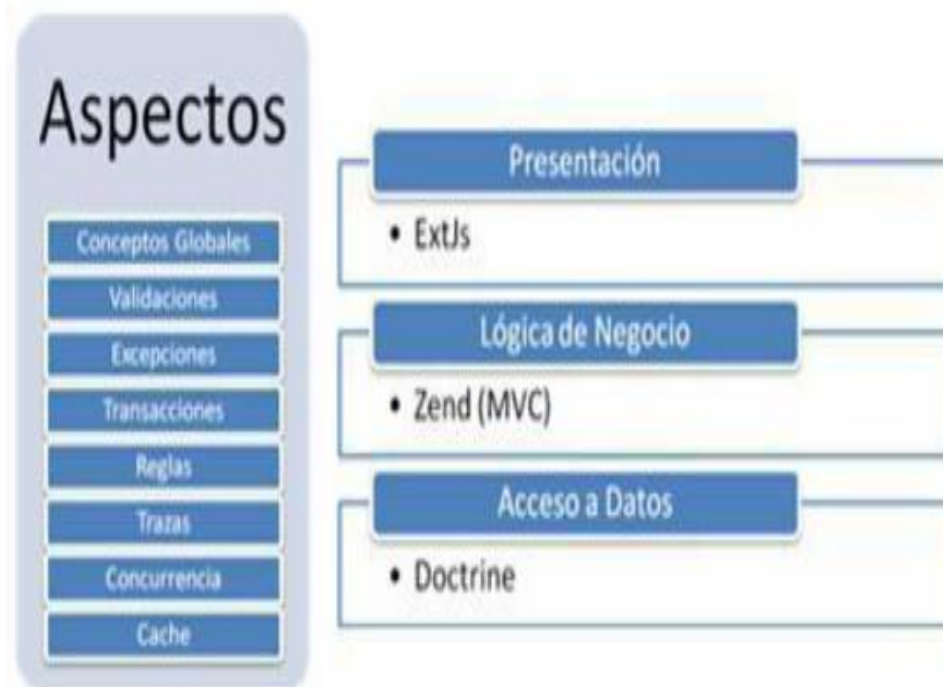 Aspectos
Conceptos Globales
Validaciones
Excepciones
Transacciones
Reglas
Trazas
Concurrencia
Cache
Presentación
• ExtJs
Lógica de Negocio
• Zend (MVC)
Acceso a Datos
• Doctrine